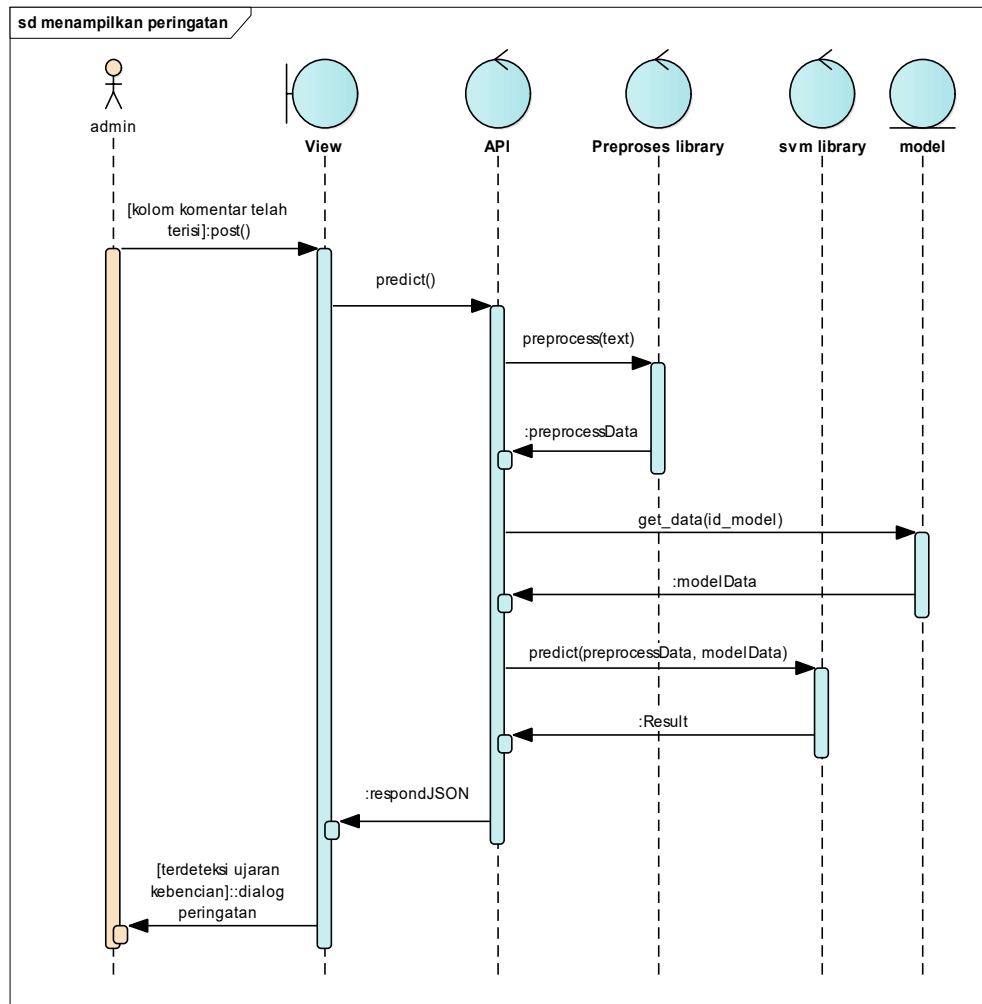 sd menampilkan peringatan
admin
View
API
Preproses library
svm library
model
[kolom komentar telah
terisi]:post()
predict()
preprocess(text)
:preprocessData
get_data(id_model)
:modelData
predict(preprocessData, modelData)
:Result
:respondJSON
[terdeteksi ujaran
kebencian]::dialog
peringatan